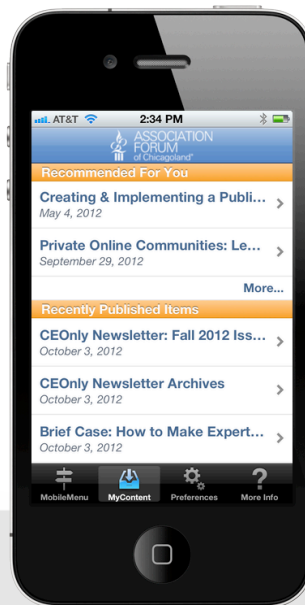 AT&T 2:34 PM
ASSOCIATION
FORUM
of Chicagoland®
Recommended For You
Creating & Implementing a Publi...
May 4, 2012
Private Online Communities: Le...
September 29, 2012
More...
Recently Published Items
CEOnly Newsletter: Fall 2012 Iss...
October 3, 2012
CEOnly Newsletter Archives
October 3, 2012
Brief Case: How to Make Expert...
October 3, 2012
MobileMenu MyContent Preferences More Info